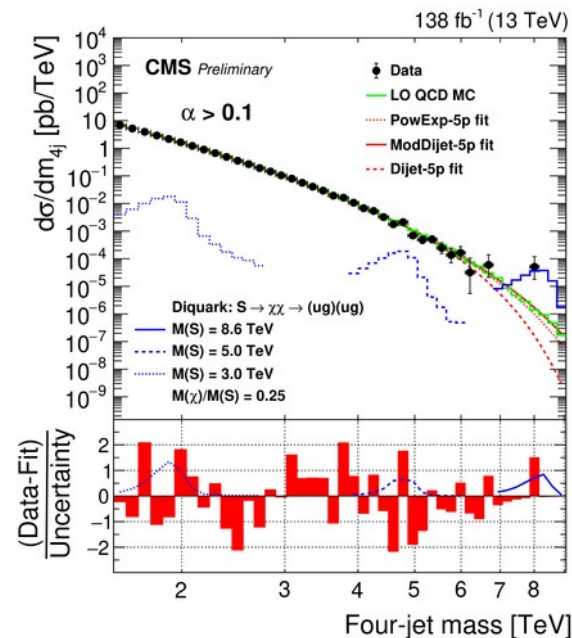 138 fb⁻¹ (13 TeV)
CMS Preliminary
α > 0.1
Data
LO QCD MC
PowExp-5p fit
ModDijet-5p fit
Dijet-5p fit
dσ/dm₄ⱼ [pb/TeV]
10⁴
10³
10²
10
1
10⁻¹
10⁻²
10⁻³
10⁻⁴
10⁻⁵
10⁻⁶
10⁻⁷
10⁻⁸
10⁻⁹
Diquark: S → χχ → (ug)(ug)
M(S) = 8.6 TeV
M(S) = 5.0 TeV
M(S) = 3.0 TeV
M(χ)/M(S) = 0.25
(Data-Fit)
Uncertainty
2
1
0
-1
-2
2 3 4 5 6 7 8
Four-jet mass [TeV]